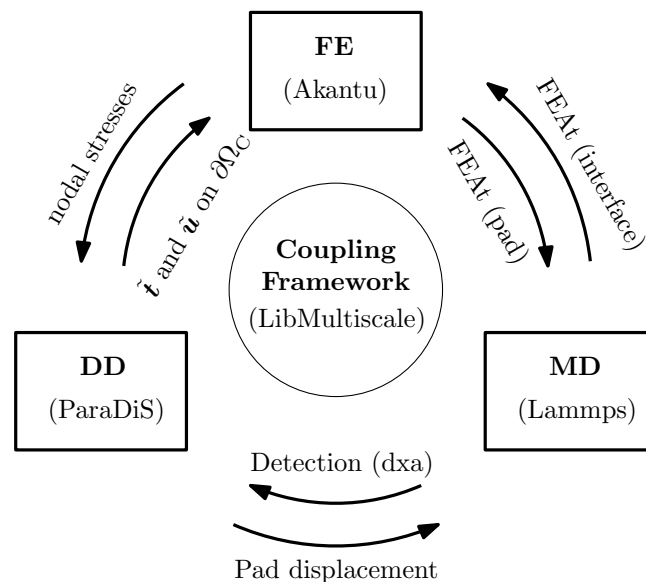 FE
(Akantu)
nodal stresses
t̃ and ũ on ∂Ω_C
FEAt (pad)
FEAt (interface)
Coupling
Framework
(LibMultiscale)
DD
(ParaDiS)
MD
(Lammps)
Detection (dxa)
Pad displacement